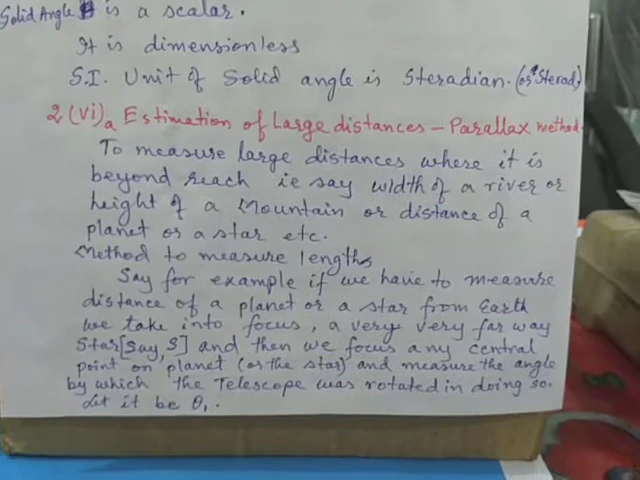 Solid Angle is a scalar.
It is dimensionless
S.I. Unit of Solid angle is Steradian. (or Sterad)
2 (vi)a Estimation of Large distances - Parallax method.
To measure large distances where it is
beyond reach ie say width of a river or
height of a Mountain or distance of a
planet or a star etc.
Method to measure lengths
Say for example if we have to measure
distance of a planet or a star from Earth
we take into focus, a very very far way
Star [Say, S] and then we focus any central
point on planet (or the star) and measure the angle
by which the Telescope was rotated in doing so.
Let it be θ₁.